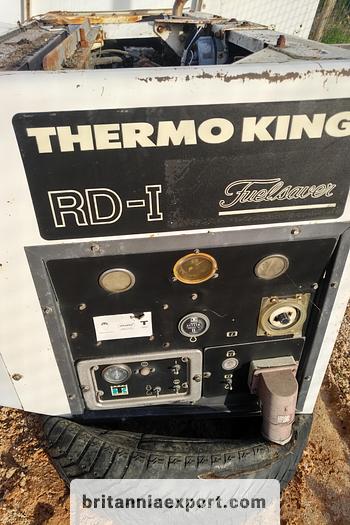 THERMO KING
RD-I
Fuelsaver
britanniaexport.com